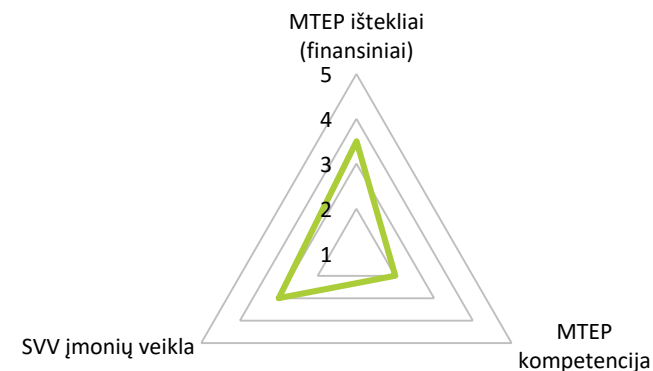 MTEP ištekliai
(finansiniai)
5
4
3
2
1
SVV įmonių veikla
MTEP
kompetencija